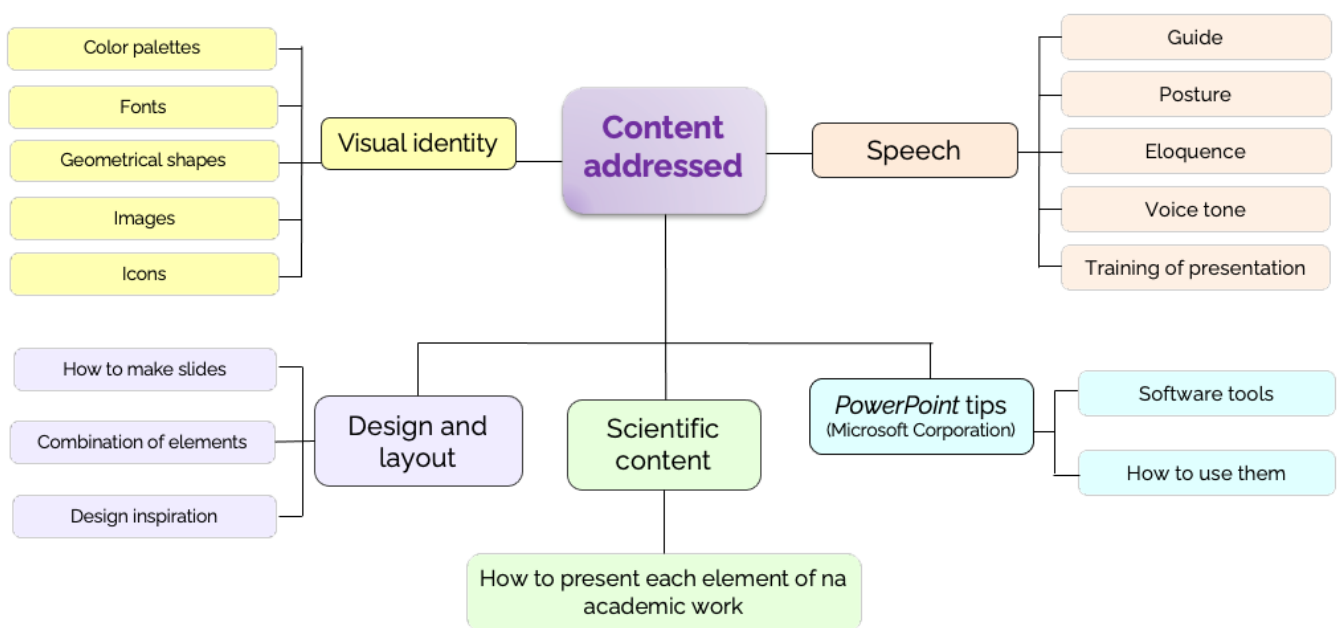 Content
addressed
Visual identity
Color palettes
Fonts
Geometrical shapes
Images
Icons
Speech
Guide
Posture
Eloquence
Voice tone
Training of presentation
Design and
layout
How to make slides
Combination of elements
Design inspiration
Scientific
content
How to present each element of na
academic work
PowerPoint tips
(Microsoft Corporation)
Software tools
How to use them